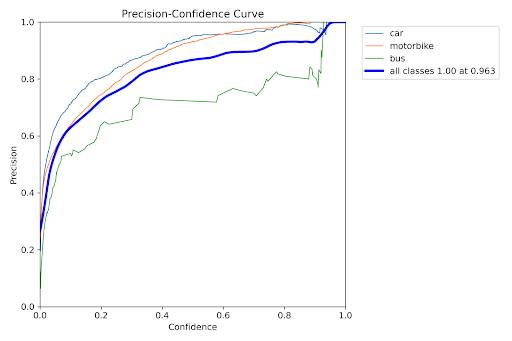 Precision-Confidence Curve
1.0
0.8
0.6
0.4
0.2
0.0
0.0 0.2 0.4 0.6 0.8 1.0
Precision
Confidence
car
motorbike
bus
all classes 1.00 at 0.963